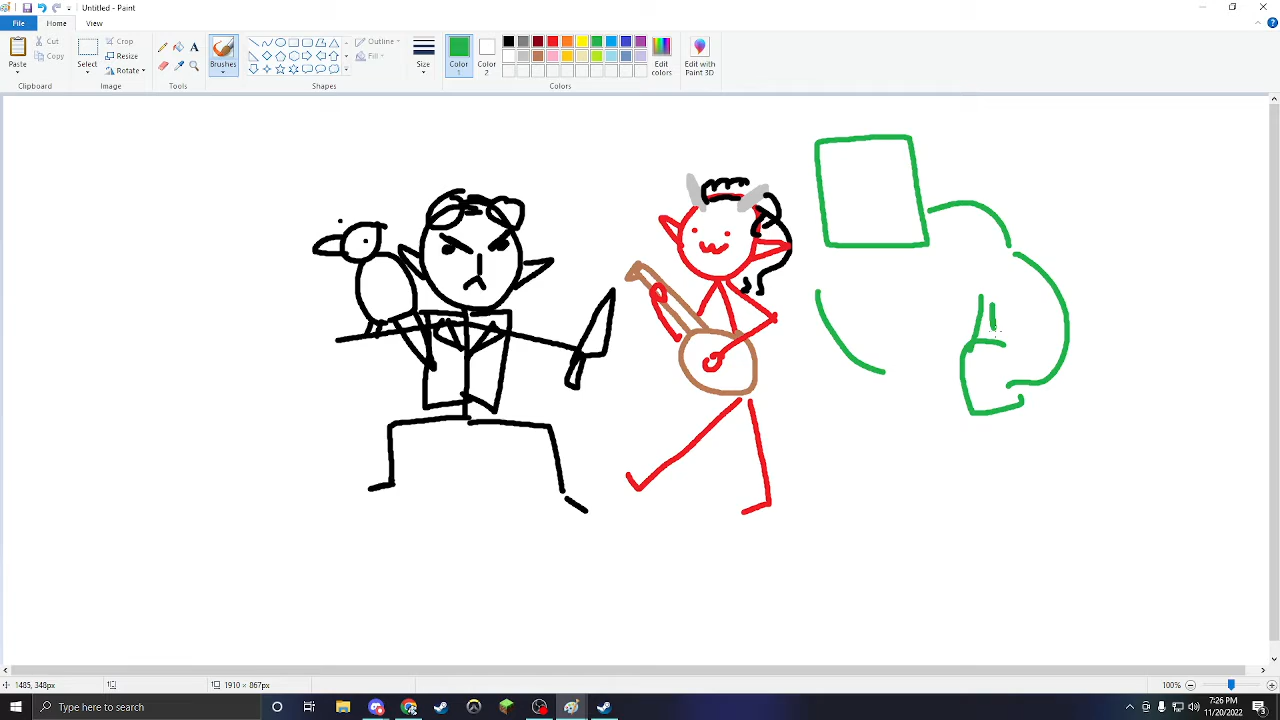 Untitled - Paint
File
Home
View
Paste
Cut
Copy
Clipboard
Select
Crop
Resize
Rotate
Image
A
Tools
Brushes
Shapes
Outline
Fill
Size
Color 1
Color 2
Edit colors
Colors
Edit with Paint 3D
1485, 348px
1910 × 867px
100%
Type here to search
7:26 PM
11/20/2022